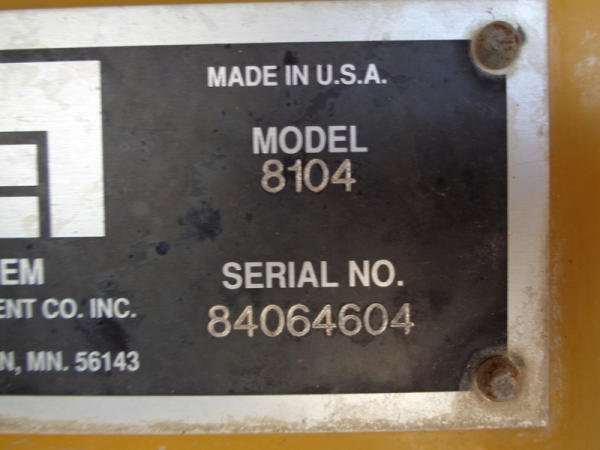 MADE IN U.S.A.
MODEL
8104
EM
SERIAL NO.
ENT CO. INC.
84064604
N, MN. 56143